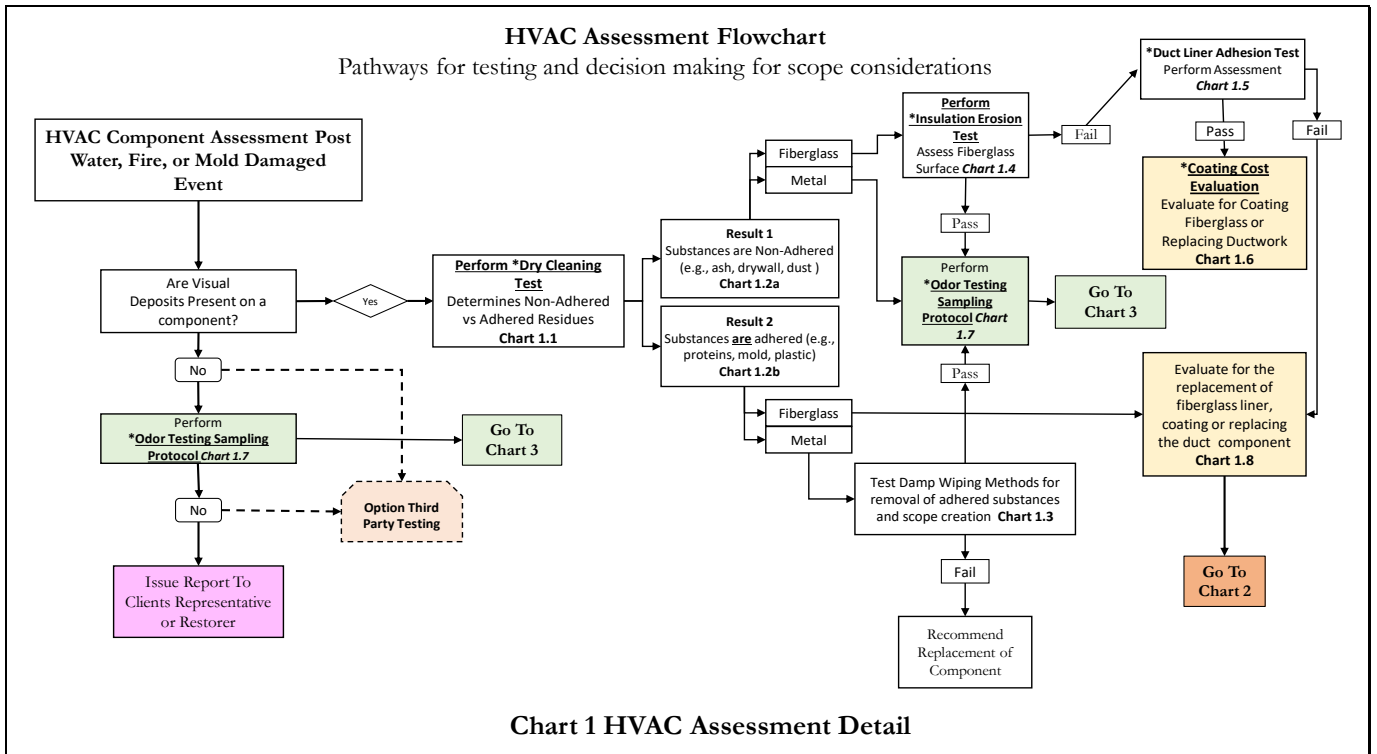 HVAC Assessment Flowchart
Pathways for testing and decision making for scope considerations
HVAC Component Assessment Post
Water, Fire, or Mold Damaged
Event
Are Visual
Deposits Present on a
component?
Yes
No
Perform
*Odor Testing Sampling
Protocol Chart 1.7
Go To
Chart 3
No
Option Third
Party Testing
Issue Report To
Clients Representative
or Restorer
Perform *Dry Cleaning
Test
Determines Non-Adhered
vs Adhered Residues
Chart 1.1
Result 1
Substances are Non-Adhered
(e.g., ash, drywall, dust )
Chart 1.2a
Fiberglass
Metal
Result 2
Substances are adhered (e.g.,
proteins, mold, plastic)
Chart 1.2b
Fiberglass
Metal
Perform
*Insulation Erosion
Test
Assess Fiberglass
Surface Chart 1.4
Fail
Pass
Perform
*Odor Testing
Sampling
Protocol Chart
1.7
Go To
Chart 3
Pass
Test Damp Wiping Methods for
removal of adhered substances
and scope creation Chart 1.3
Fail
Recommend
Replacement of
Component
*Duct Liner Adhesion Test
Perform Assessment
Chart 1.5
Pass
Fail
*Coating Cost
Evaluation
Evaluate for Coating
Fiberglass or
Replacing Ductwork
Chart 1.6
Evaluate for the
replacement of
fiberglass liner,
coating or replacing
the duct component
Chart 1.8
Go To
Chart 2
Chart 1 HVAC Assessment Detail